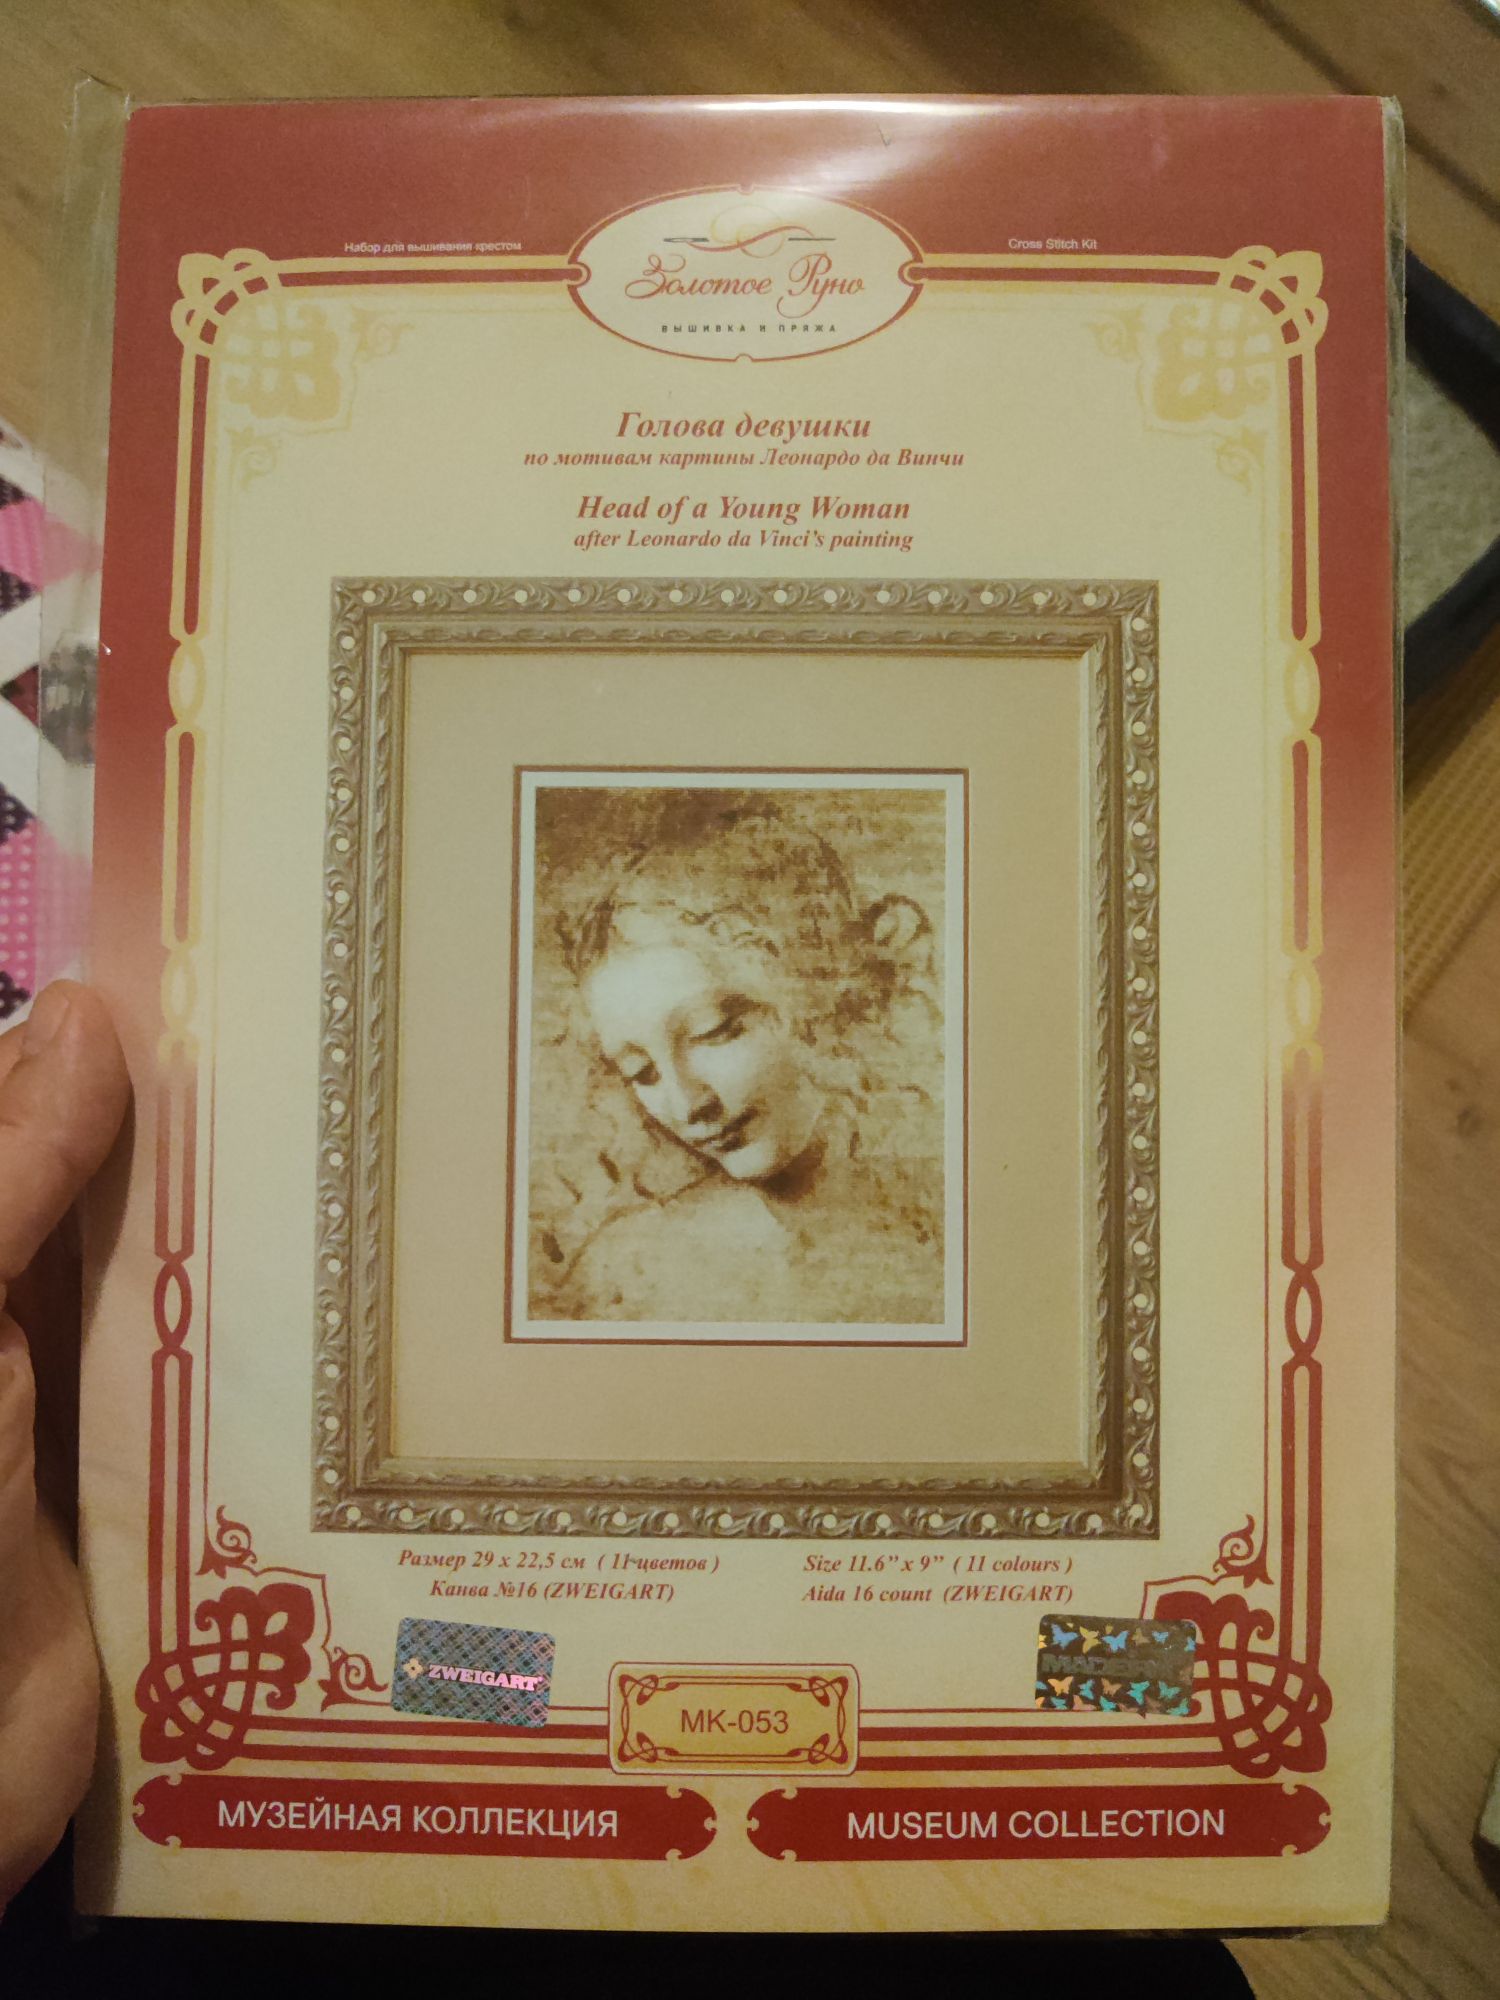 Набор для вышивания крестом
Cross Stitch Kit
Золотое Руно
ВЫШИВКА И ПРЯЖА
Голова девушки
по мотивам картины Леонардо да Винчи
Head of a Young Woman
after Leonardo da Vinci's painting
Размер 29 x 22,5 см ( 11 цветов )
Канва №16 (ZWEIGART)
Size 11.6" x 9" ( 11 colours )
Aida 16 count (ZWEIGART)
ZWEIGART
MADEIRA
МК-053
МУЗЕЙНАЯ КОЛЛЕКЦИЯ
MUSEUM COLLECTION